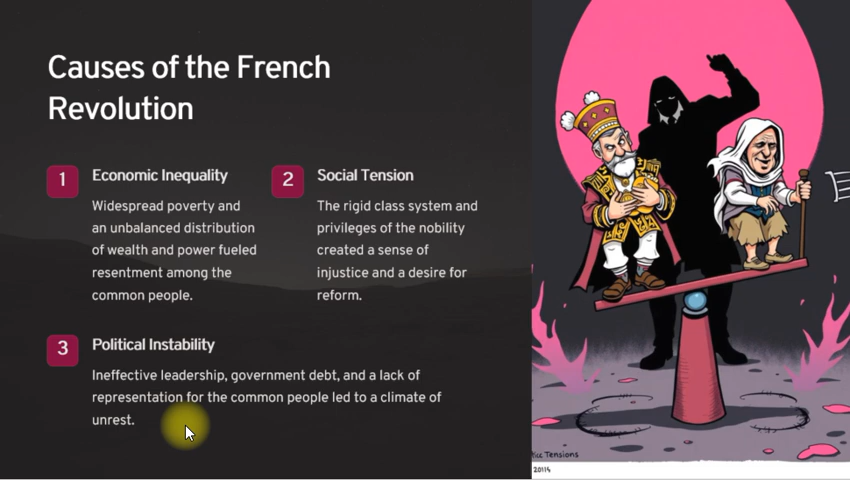 Causes of the French
Revolution
1
Economic Inequality
Widespread poverty and
an unbalanced distribution
of wealth and power fueled
resentment among the
common people.
2
Social Tension
The rigid class system and
privileges of the nobility
created a sense of
injustice and a desire for
reform.
3
Political Instability
Ineffective leadership, government debt, and a lack of
representation for the common people led to a climate of
unrest.
Tensions